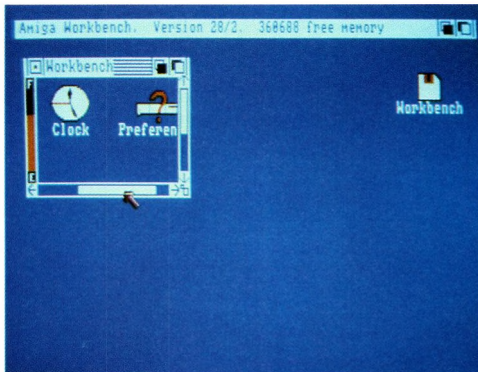 Amiga Workbench. Version 28/2. 360688 free memory
Workbench
F
Clock
Preferen
E
Workbench